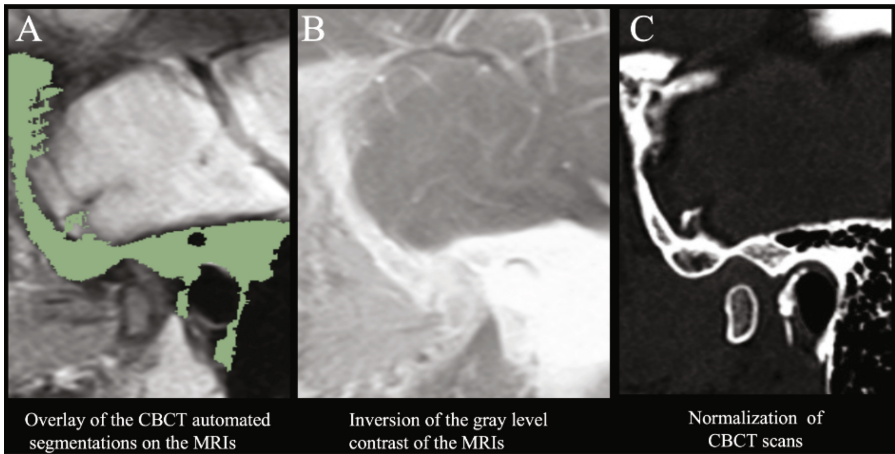 A
B
C
Overlay of the CBCT automated
segmentations on the MRIs
Inversion of the gray level
contrast of the MRIs
Normalization of
CBCT scans